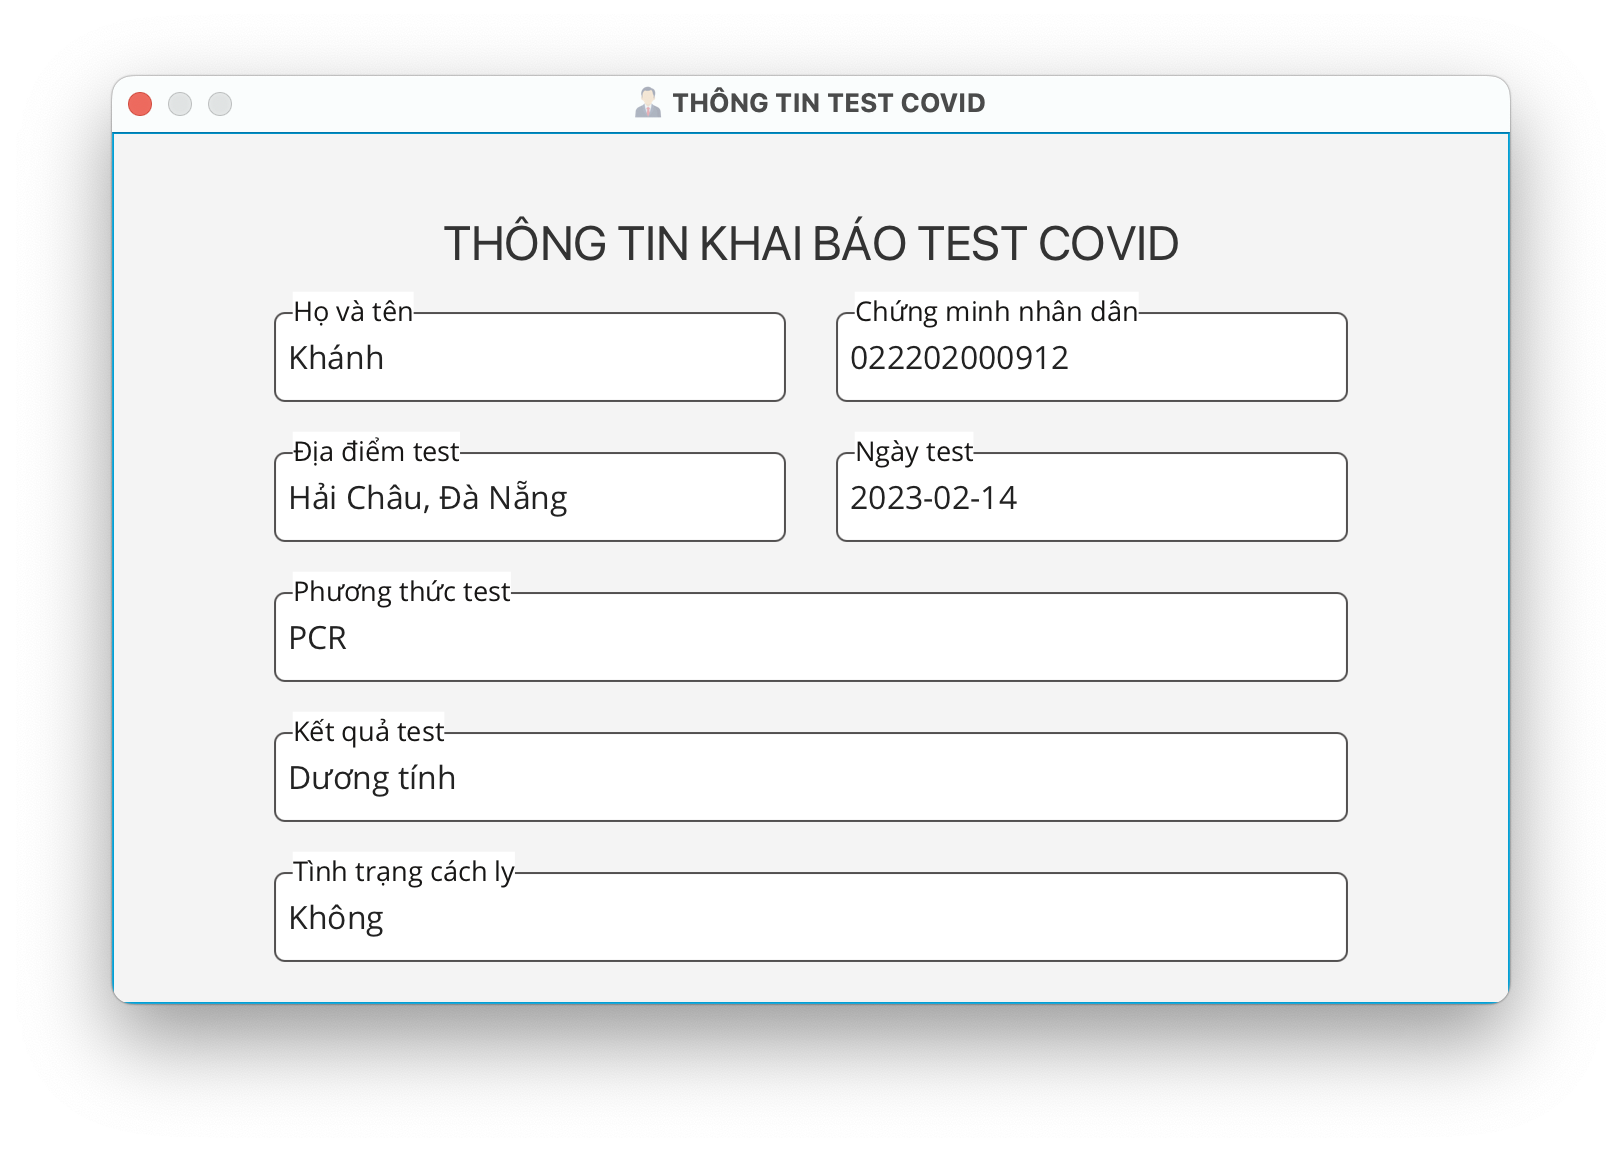 THÔNG TIN TEST COVID
THÔNG TIN KHAI BÁO TEST COVID
Họ và tên
Khánh
Chứng minh nhân dân
022202000912
Địa điểm test
Hải Châu, Đà Nẵng
Ngày test
2023-02-14
Phương thức test
PCR
Kết quả test
Dương tính
Tình trạng cách ly
Không